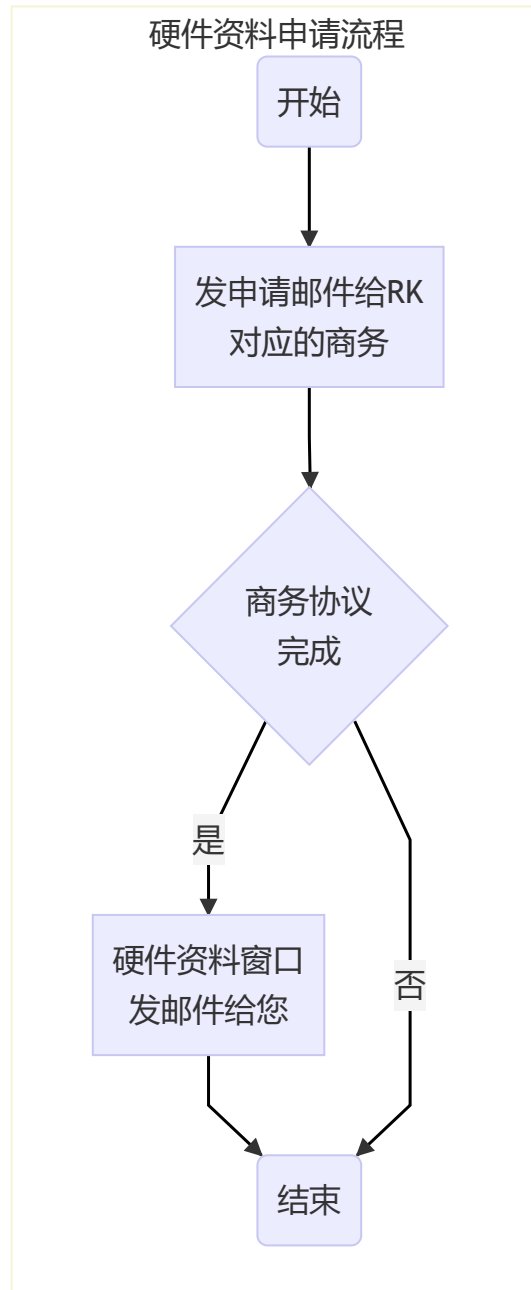 硬件资料申请流程
开始
发申请邮件给RK
对应的商务
商务协议
完成
是
硬件资料窗口
发邮件给您
否
结束